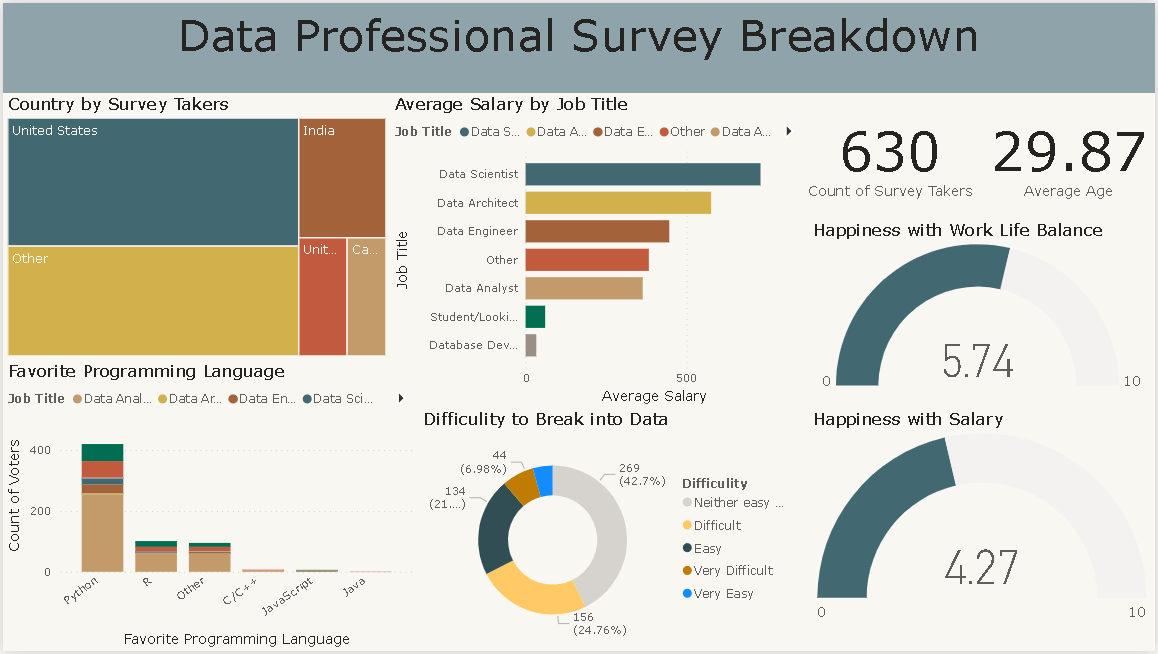 Data Professional Survey Breakdown
Country by Survey Takers
United States
India
Other
Unit...
Ca...
Average Salary by Job Title
Job Title
Data S...
Data A...
Data E...
Other
Data A...
Job Title
Data Scientist
Data Architect
Data Engineer
Other
Data Analyst
Student/Looki...
Database Dev...
0
500
Average Salary
630
Count of Survey Takers
29.87
Average Age
Happiness with Work Life Balance
5.74
0
10
Favorite Programming Language
Job Title
Data Anal...
Data Ar...
Data En...
Data Sci...
Count of Voters
400
200
0
Python
R
Other
C/C++
JavaScript
Java
Favorite Programming Language
Difficulity to Break into Data
44
(6.98%)
269
(42.7%)
134
(21....)
156
(24.76%)
Difficulity
Neither easy ...
Difficult
Easy
Very Difficult
Very Easy
Happiness with Salary
4.27
0
10